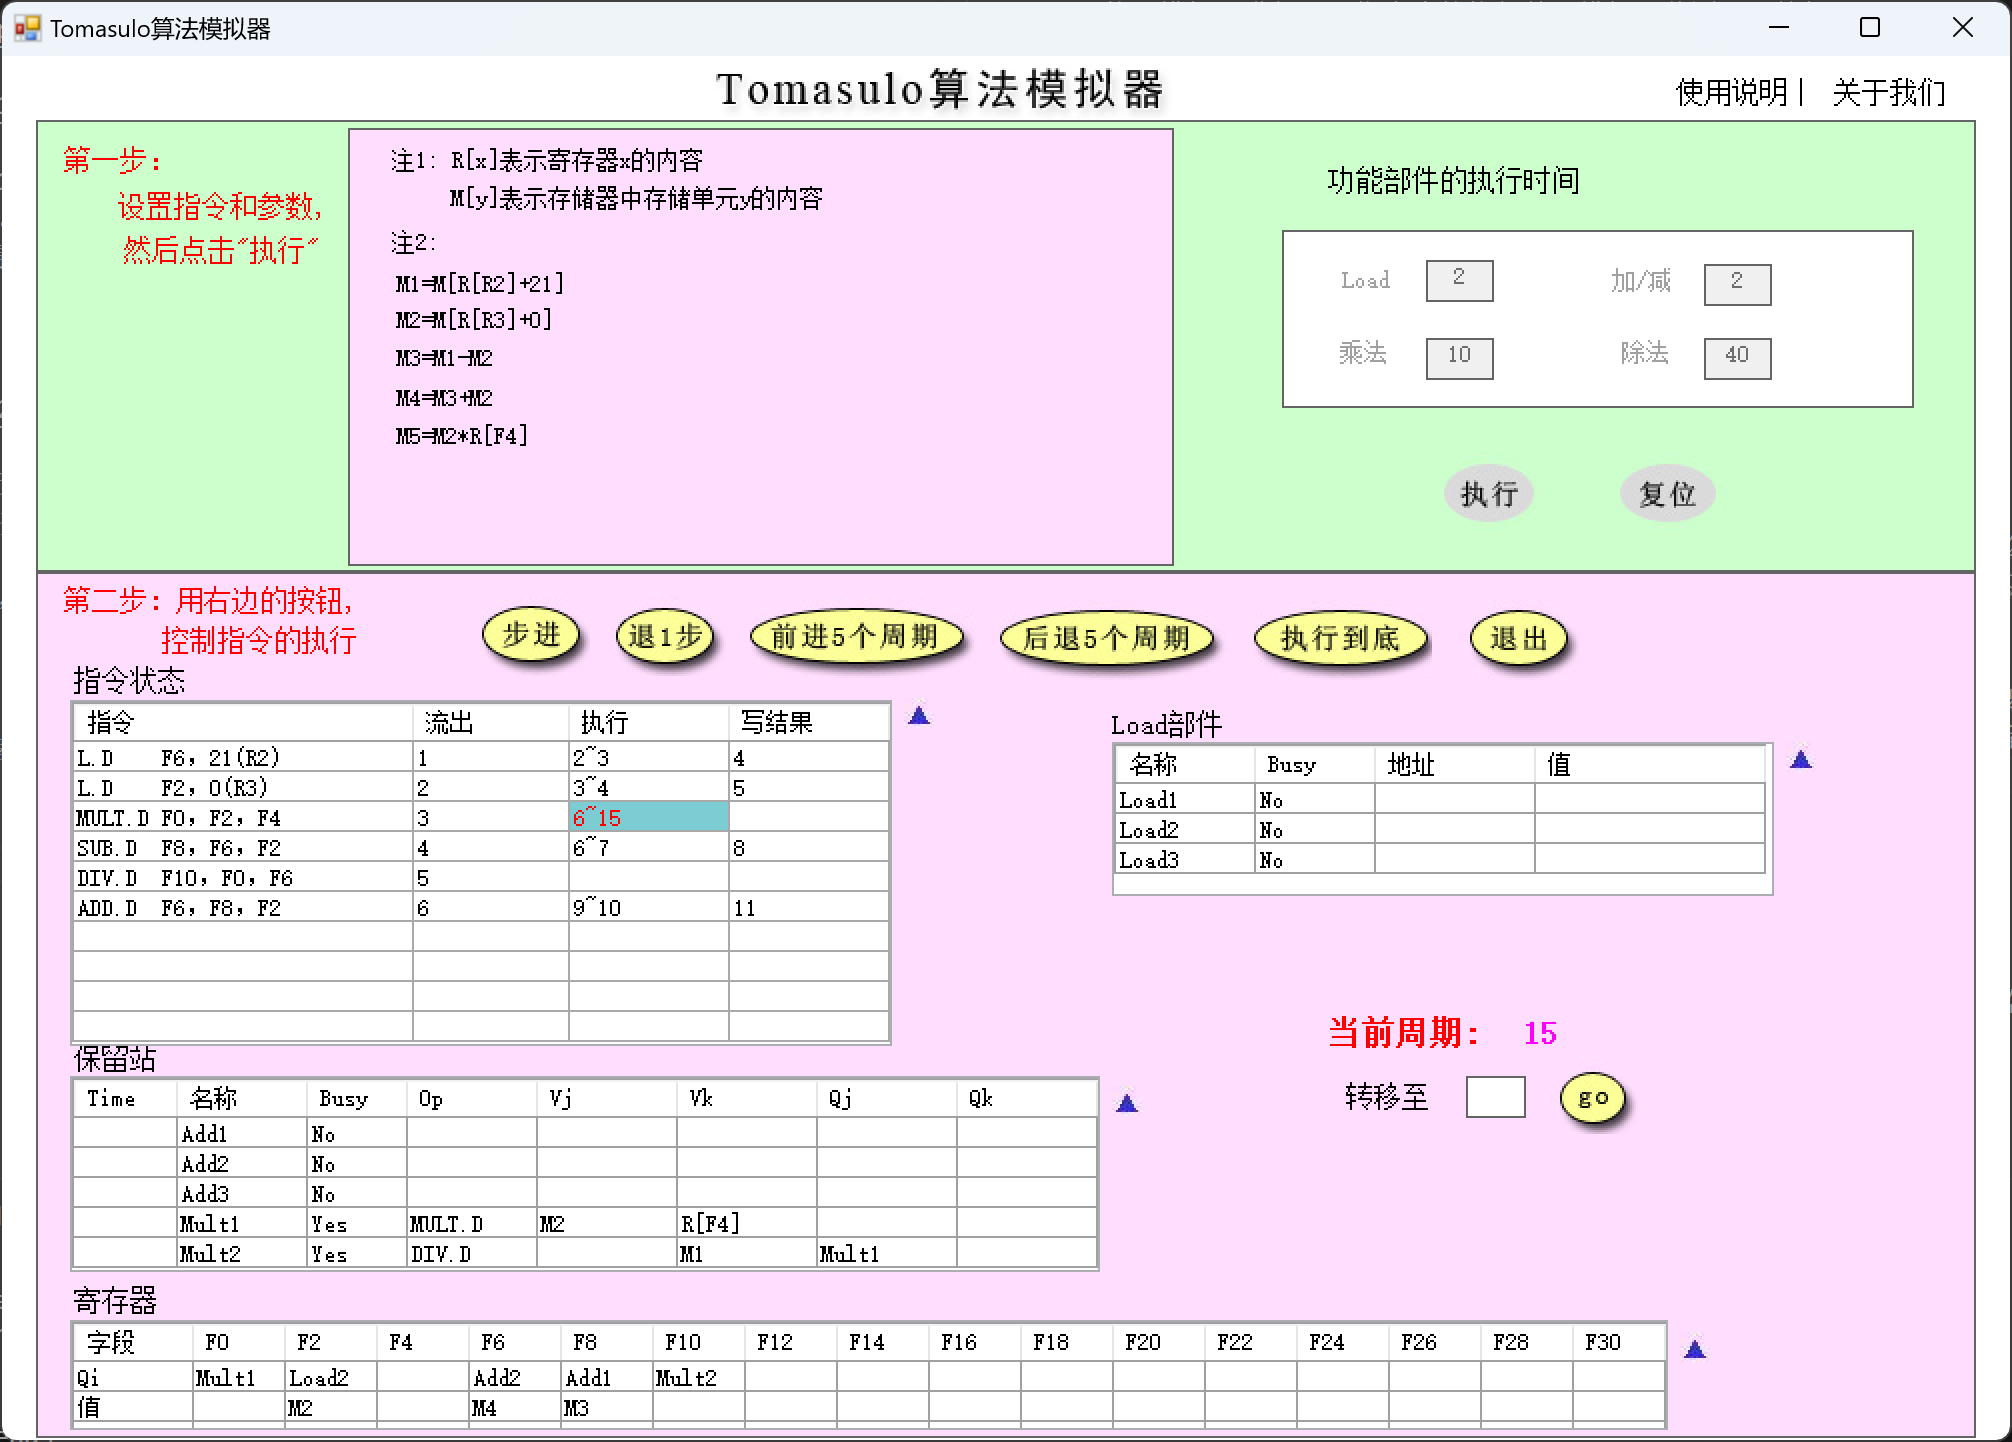 Tomasulo算法模拟器
Tomasulo算法模拟器
使用说明 | 关于我们
第一步：
设置指令和参数,
然后点击"执行"
注1: R[x]表示寄存器x的内容
M[y]表示存储器中存储单元y的内容
注2:
M1=M[R[R2]+21]
M2=M[R[R3]+0]
M3=M1-M2
M4=M3+M2
M5=M2*R[F4]
功能部件的执行时间
Load 2 加/减 2
乘法 10 除法 40
执行 复位
第二步：用右边的按钮,
控制指令的执行
步进 退1步 前进5个周期 后退5个周期 执行到底 退出
指令状态
指令 流出 执行 写结果
L.D F6, 21(R2) 1 2~3 4
L.D F2, 0(R3) 2 3~4 5
MULT.D F0, F2, F4 3 6~15
SUB.D F8, F6, F2 4 6~7 8
DIV.D F10, F0, F6 5
ADD.D F6, F8, F2 6 9~10 11
Load部件
名称 Busy 地址 值
Load1 No
Load2 No
Load3 No
当前周期： 15
转移至 go
保留站
Time 名称 Busy Op Vj Vk Qj Qk
Add1 No
Add2 No
Add3 No
Mult1 Yes MULT.D M2 R[F4]
Mult2 Yes DIV.D M1 Mult1
寄存器
字段 F0 F2 F4 F6 F8 F10 F12 F14 F16 F18 F20 F22 F24 F26 F28 F30
Qi Mult1 Load2 Add2 Add1 Mult2
值 M2 M4 M3